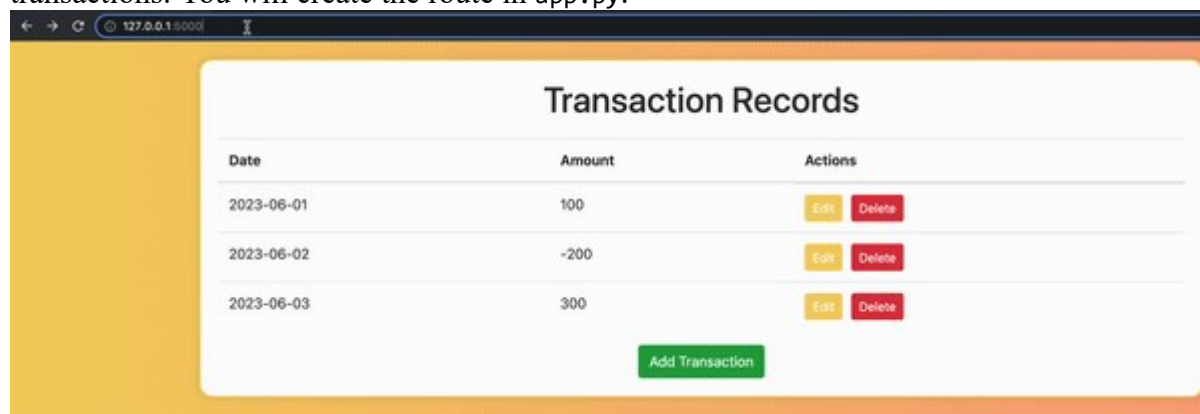 transactions. You will create the route in app.py.
127.0.0.1:5000
Transaction Records
Date Amount Actions
2023-06-01 100 Edit Delete
2023-06-02 -200 Edit Delete
2023-06-03 300 Edit Delete
Add Transaction